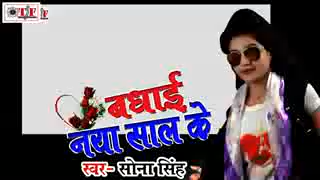 बधाई
नया साल के
स्वर- सोना सिंह